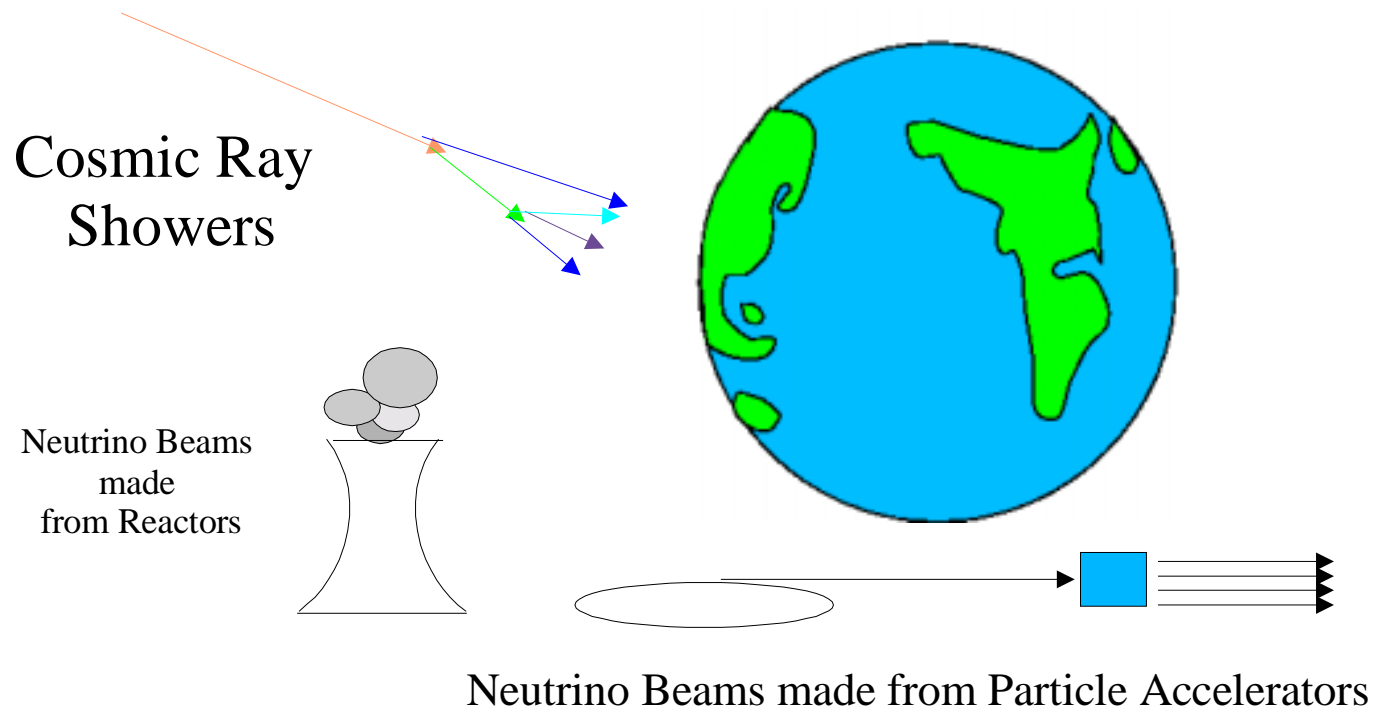 Cosmic Ray
Showers
Neutrino Beams
made
from Reactors
Neutrino Beams made from Particle Accelerators